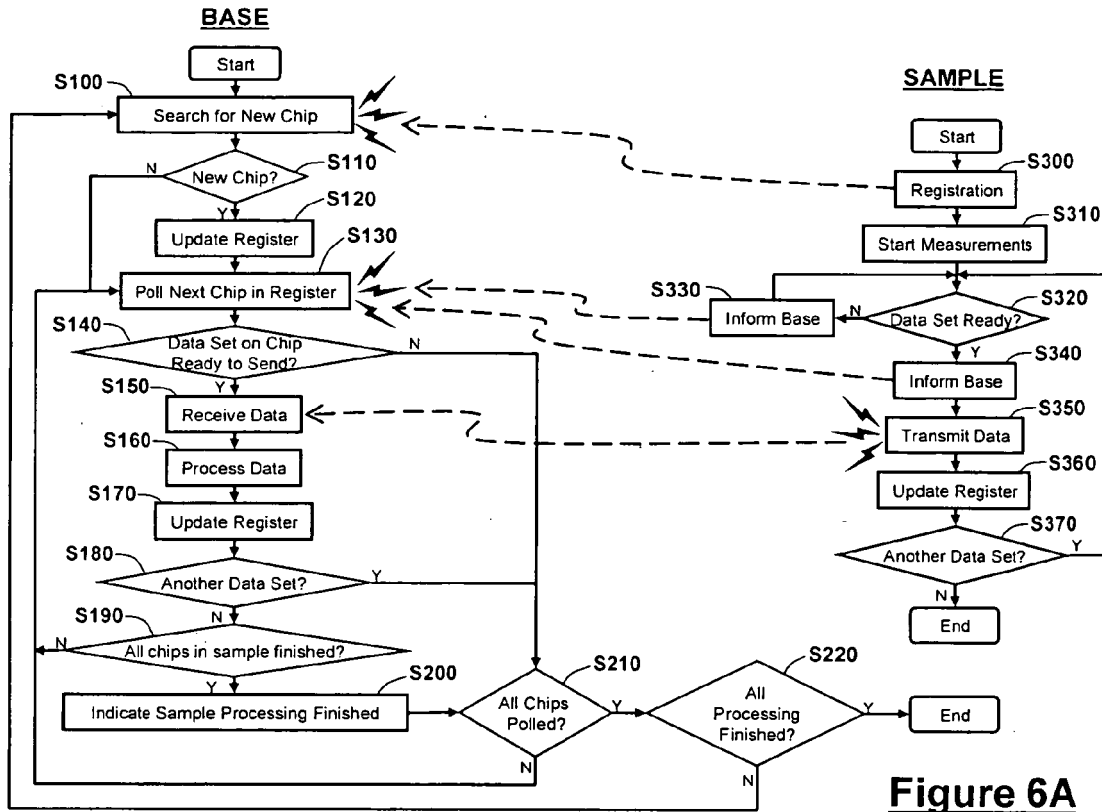 BASE
Start
S100
Search for New Chip
N
New Chip?
S110
Y
S120
Update Register
S130
Poll Next Chip in Register
S140
Data Set on Chip
Ready to Send?
N
Y
S150
Receive Data
S160
Process Data
S170
Update Register
S180
Another Data Set?
Y
N
S190
N
All chips in sample finished?
Y
S200
Indicate Sample Processing Finished
S210
All Chips
Polled?
Y
N
S220
All
Processing
Finished?
Y
N
End
SAMPLE
Start
S300
Registration
S310
Start Measurements
S330
Inform Base
N
S320
Data Set Ready?
Y
S340
Inform Base
S350
Transmit Data
S360
Update Register
S370
Another Data Set?
Y
N
End
Figure 6A